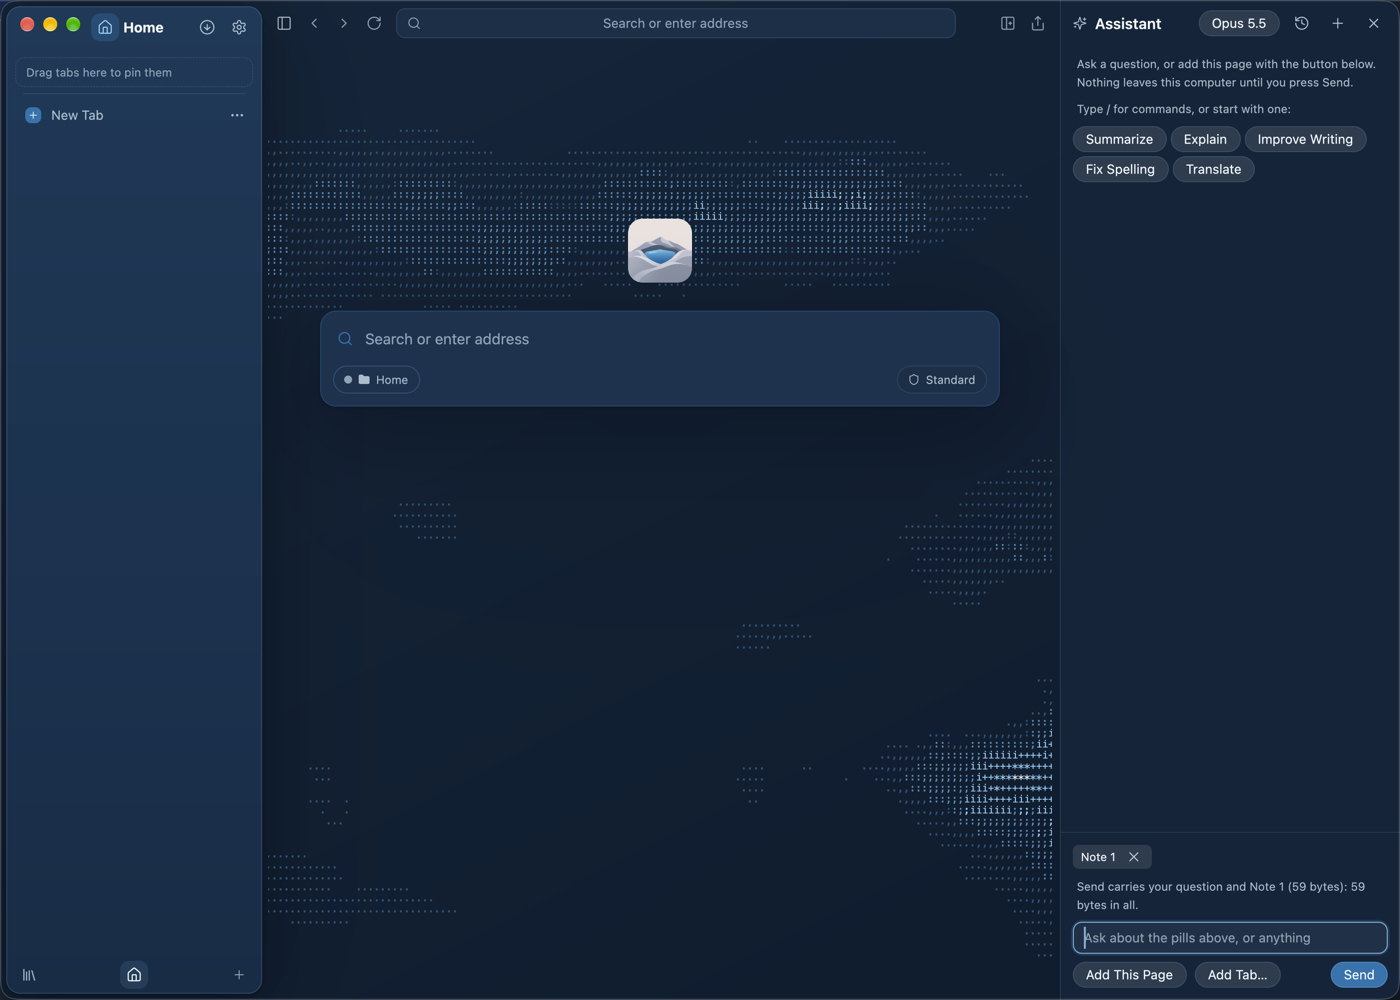 Home
Drag tabs here to pin them
New Tab
Search or enter address
Search or enter address
Home
Standard
Assistant
Opus 5.5
Ask a question, or add this page with the button below.
Nothing leaves this computer until you press Send.
Type / for commands, or start with one:
Summarize
Explain
Improve Writing
Fix Spelling
Translate
Note 1
Send carries your question and Note 1 (59 bytes): 59
bytes in all.
Ask about the pills above, or anything
Add This Page
Add Tab...
Send